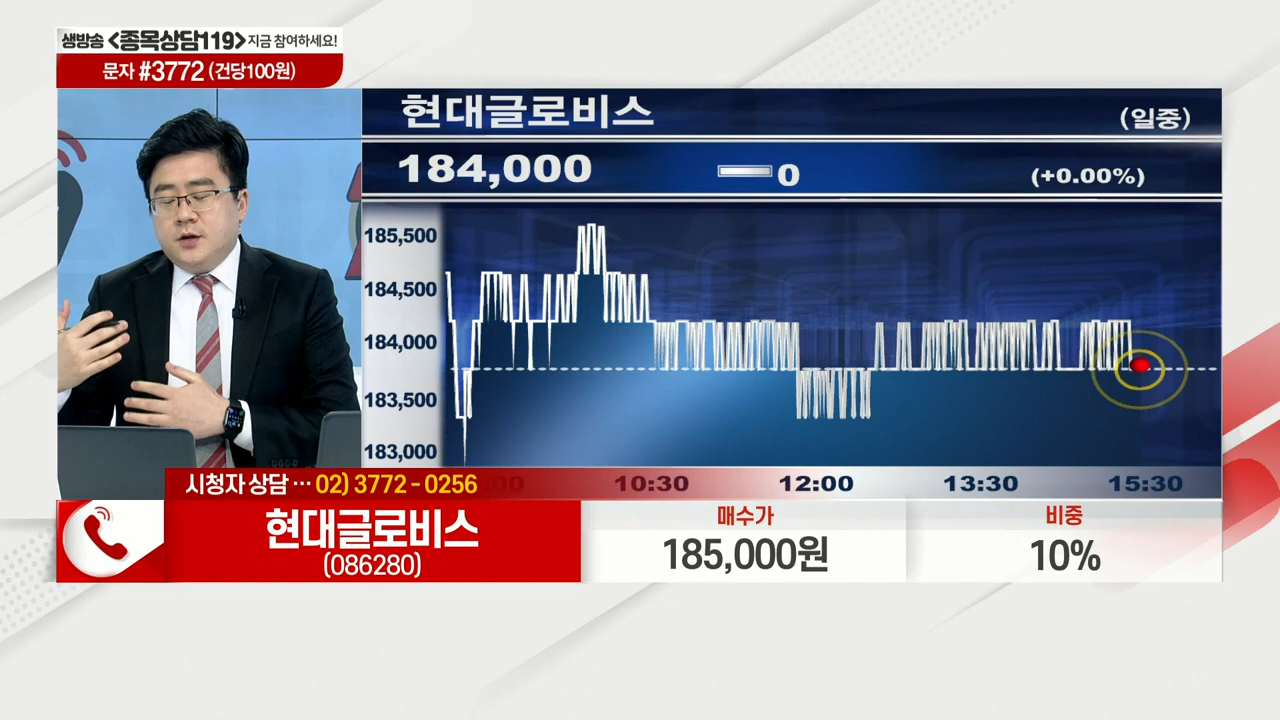 생방송 <종목상담119> 지금 참여하세요!
문자 #3772 (건당100원)
현대글로비스
(일중)
184,000
0
(+0.00%)
185,500
184,500
184,000
183,500
183,000
10:30
12:00
13:30
15:30
시청자 상담 ··· 02) 3772 - 0256
현대글로비스
(086280)
매수가
185,000원
비중
10%